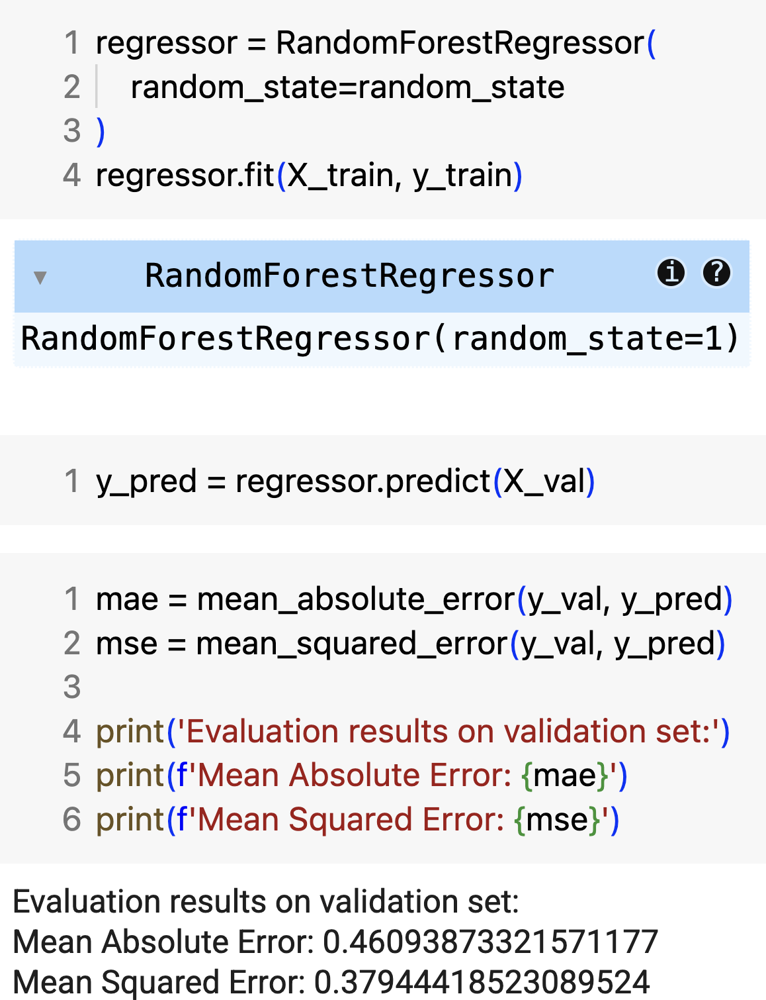 1 regressor = RandomForestRegressor(
2 random_state=random_state
3 )
4 regressor.fit(X_train, y_train)
▼ RandomForestRegressor i ?
RandomForestRegressor(random_state=1)
1 y_pred = regressor.predict(X_val)
1 mae = mean_absolute_error(y_val, y_pred)
2 mse = mean_squared_error(y_val, y_pred)
3
4 print('Evaluation results on validation set:')
5 print(f'Mean Absolute Error: {mae}')
6 print(f'Mean Squared Error: {mse}')
Evaluation results on validation set:
Mean Absolute Error: 0.46093873321571177
Mean Squared Error: 0.37944418523089524